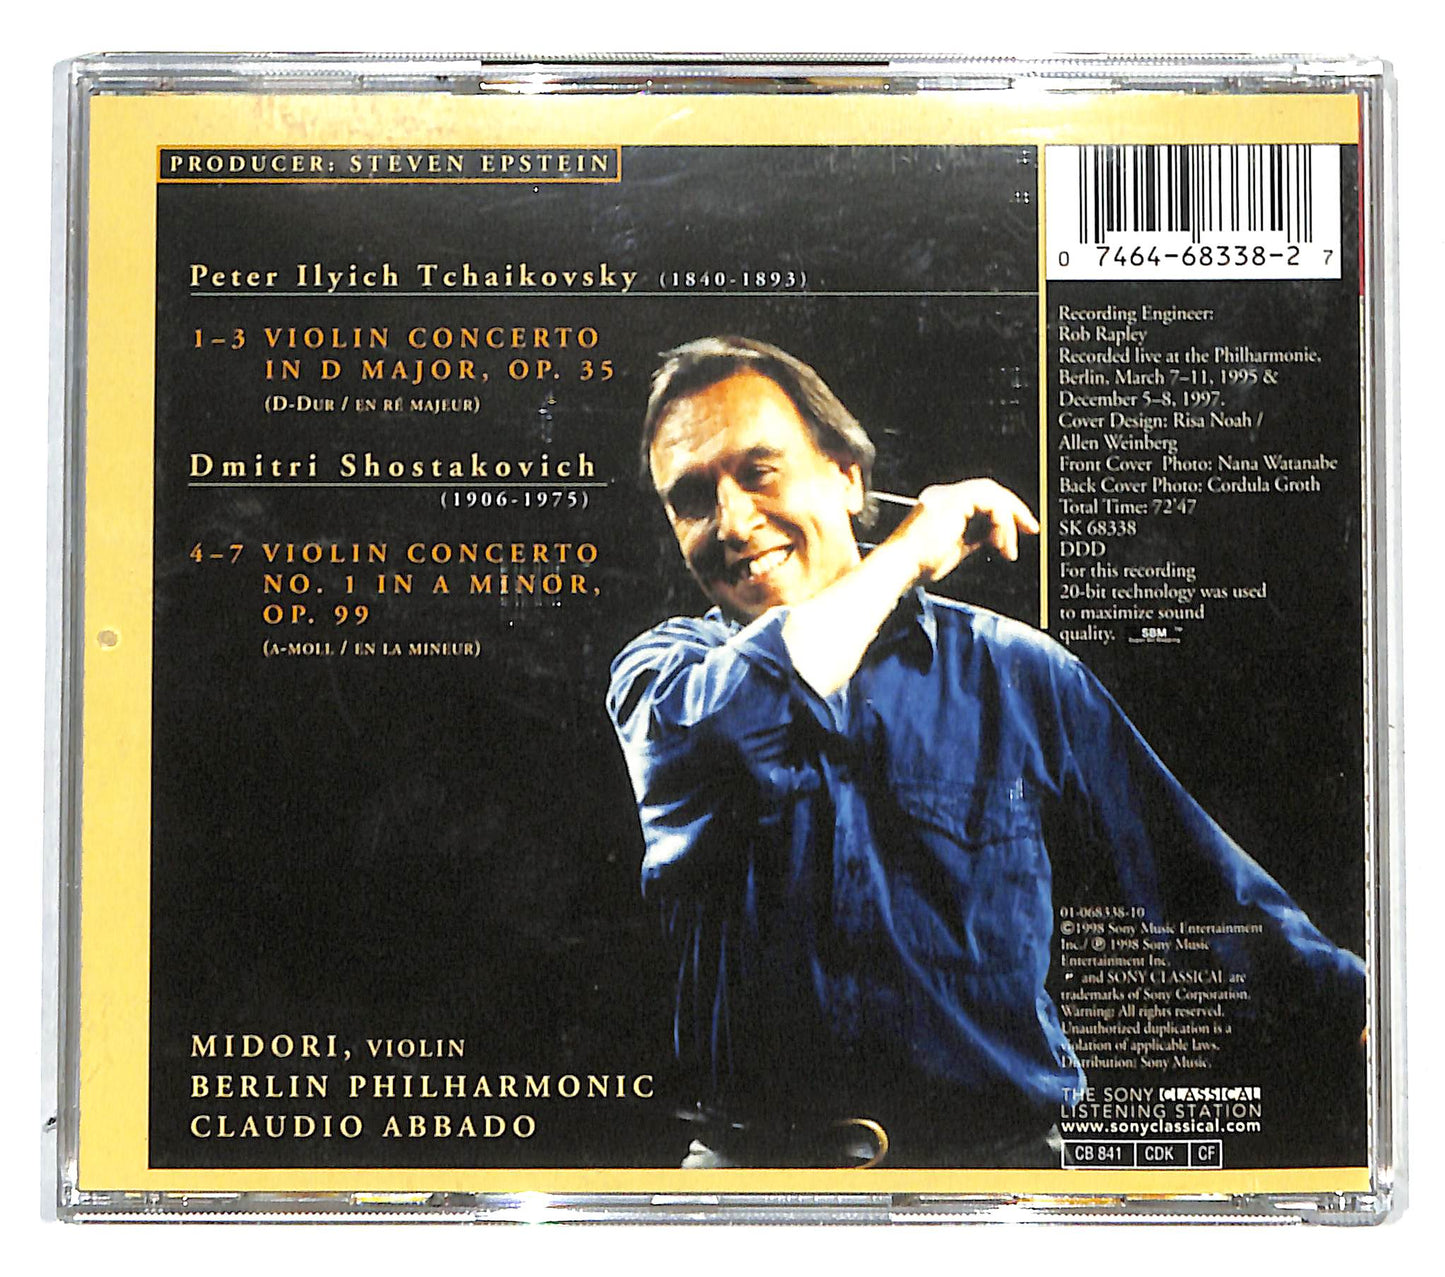 PRODUCER: STEVEN EPSTEIN
Peter Ilyich Tchaikovsky (1840-1893)
1–3 VIOLIN CONCERTO
IN D MAJOR, OP. 35
(D-DUR / EN RÉ MAJEUR)
Dmitri Shostakovich
(1906-1975)
4–7 VIOLIN CONCERTO
NO. 1 IN A MINOR,
OP. 99
(A-MOLL / EN LA MINEUR)
MIDORI, VIOLIN
BERLIN PHILHARMONIC
CLAUDIO ABBADO
0 7464-68338-2 7
Recording Engineer:
Rob Rapley
Recorded live at the Philharmonie,
Berlin, March 7–11, 1995 &
December 5–8, 1997.
Cover Design: Risa Noah /
Allen Weinberg
Front Cover Photo: Nana Watanabe
Back Cover Photo: Cordula Groth
Total Time: 72'47
SK 68338
DDD
For this recording
20-bit technology was used
to maximize sound
quality. SBM ™
01-068338-10
©1998 Sony Music Entertainment
Inc./ ℗ 1998 Sony Music
Entertainment Inc.
and SONY CLASSICAL are
trademarks of Sony Corporation.
Warning: All rights reserved.
Unauthorized duplication is a
violation of applicable laws.
Distribution: Sony Music.
THE SONY CLASSICAL
LISTENING STATION
www.sonyclassical.com
CB 841 CDK CF